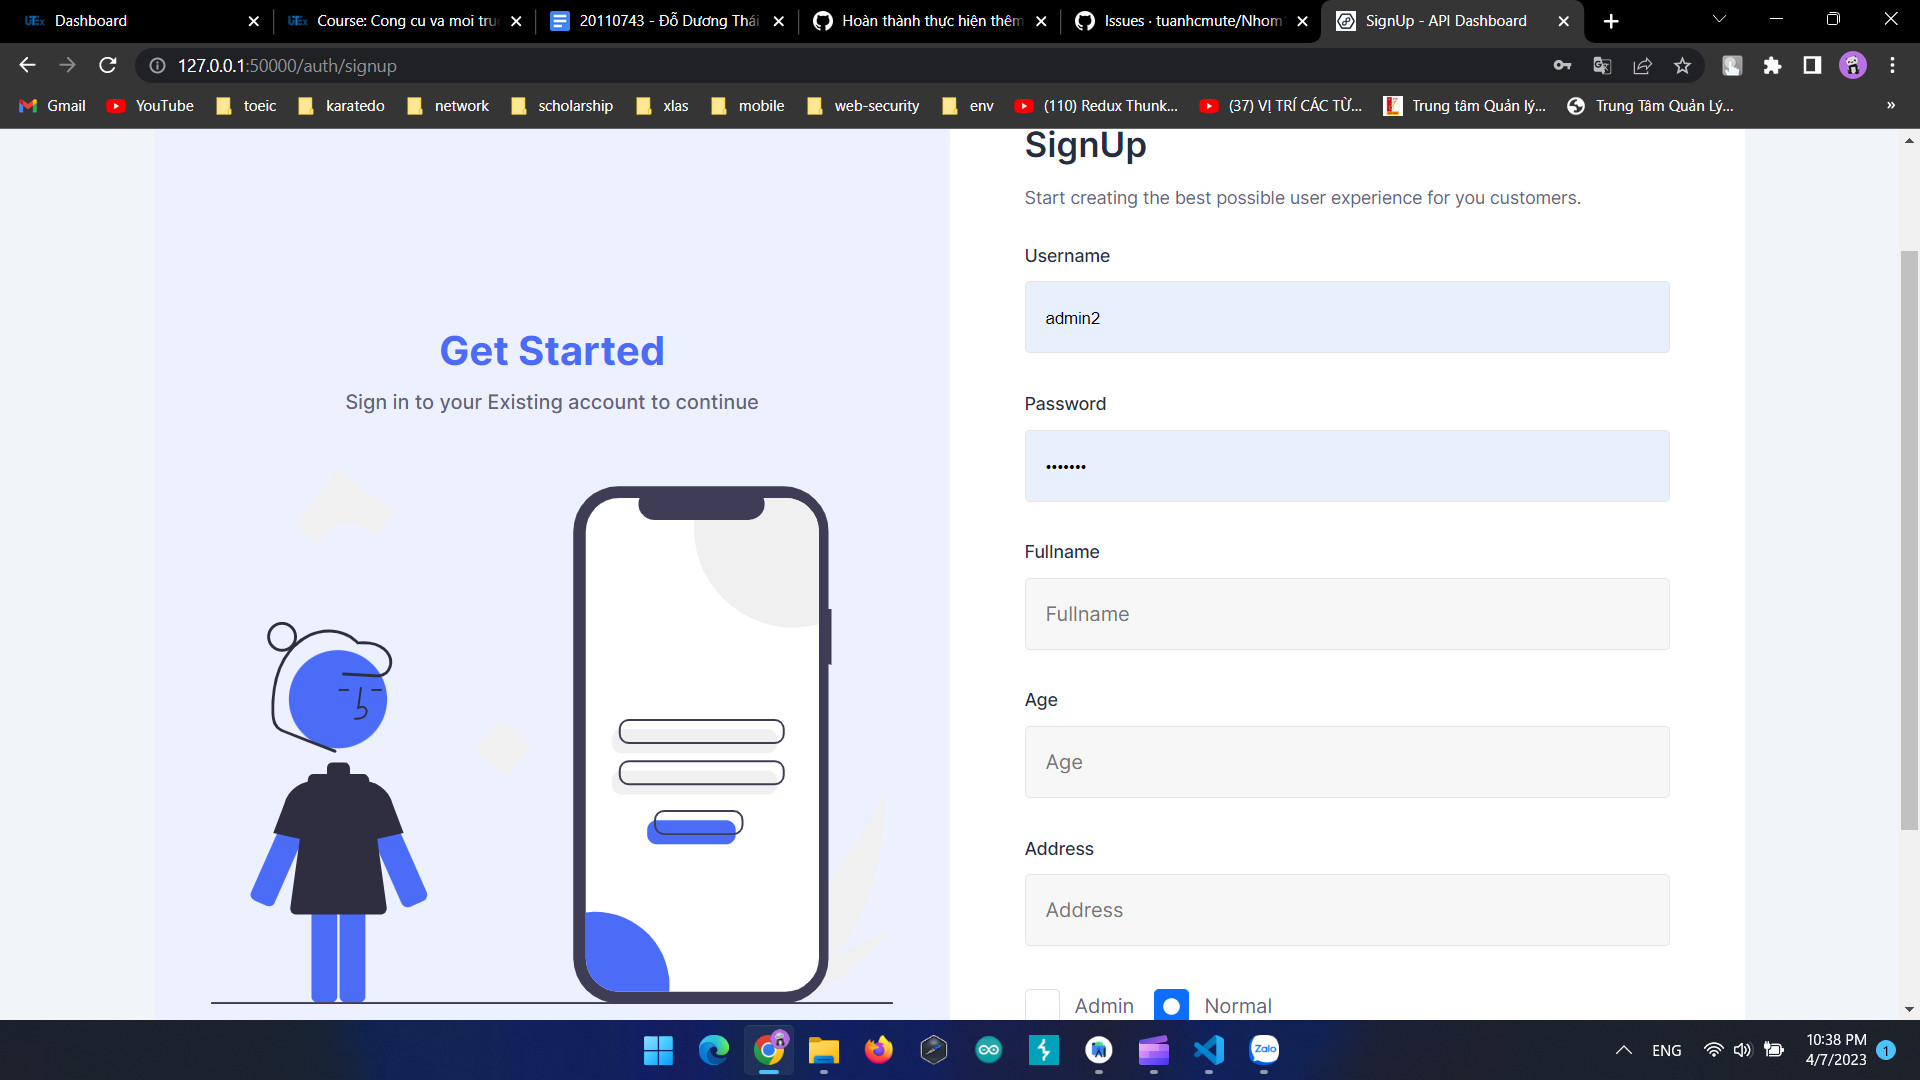 Dashboard
Course: Cong cu va moi tru
20110743 - Đỗ Dương Thái
Hoàn thành thực hiện thêm
Issues · tuanhcmute/Nhom
SignUp - API Dashboard
127.0.0.1:50000/auth/signup
Gmail
YouTube
toeic
karatedo
network
scholarship
xlas
mobile
web-security
env
(110) Redux Thunk...
(37) VỊ TRÍ CÁC TỪ...
Trung tâm Quản lý...
Trung Tâm Quản Lý...
»
SignUp
Start creating the best possible user experience for you customers.
Username
admin2
Password
•••••••
Fullname
Fullname
Age
Age
Address
Address
Admin
Normal
Get Started
Sign in to your Existing account to continue
Zalo
ENG
10:38 PM
4/7/2023
1